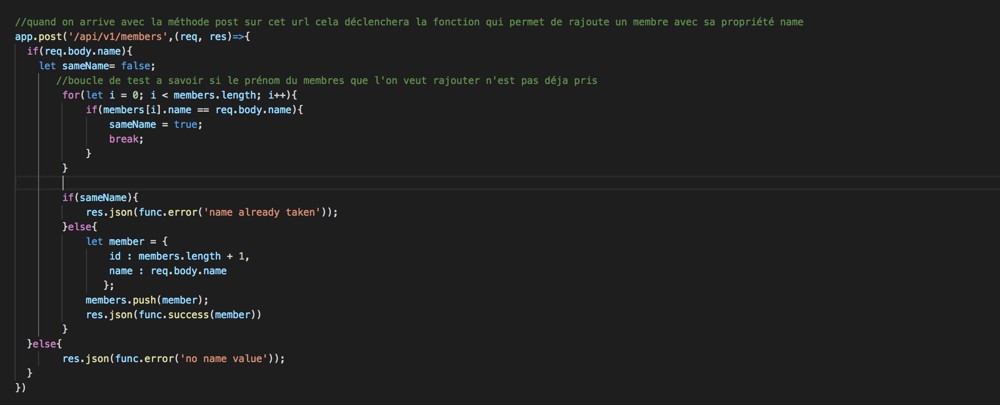 //quand on arrive avec la méthode post sur cet url cela déclenchera la fonction qui permet de rajoute un membre avec sa propriété name
app.post('/api/v1/members',(req, res)=>{
if(req.body.name){
let sameName= false;
//boucle de test a savoir si le prénom du membres que l'on veut rajouter n'est pas déja pris
for(let i = 0; i < members.length; i++){
if(members[i].name == req.body.name){
sameName = true;
break;
}
}
if(sameName){
res.json(func.error('name already taken'));
}else{
let member = {
id : members.length + 1,
name : req.body.name
};
members.push(member);
res.json(func.success(member))
}
}else{
res.json(func.error('no name value'));
}
})